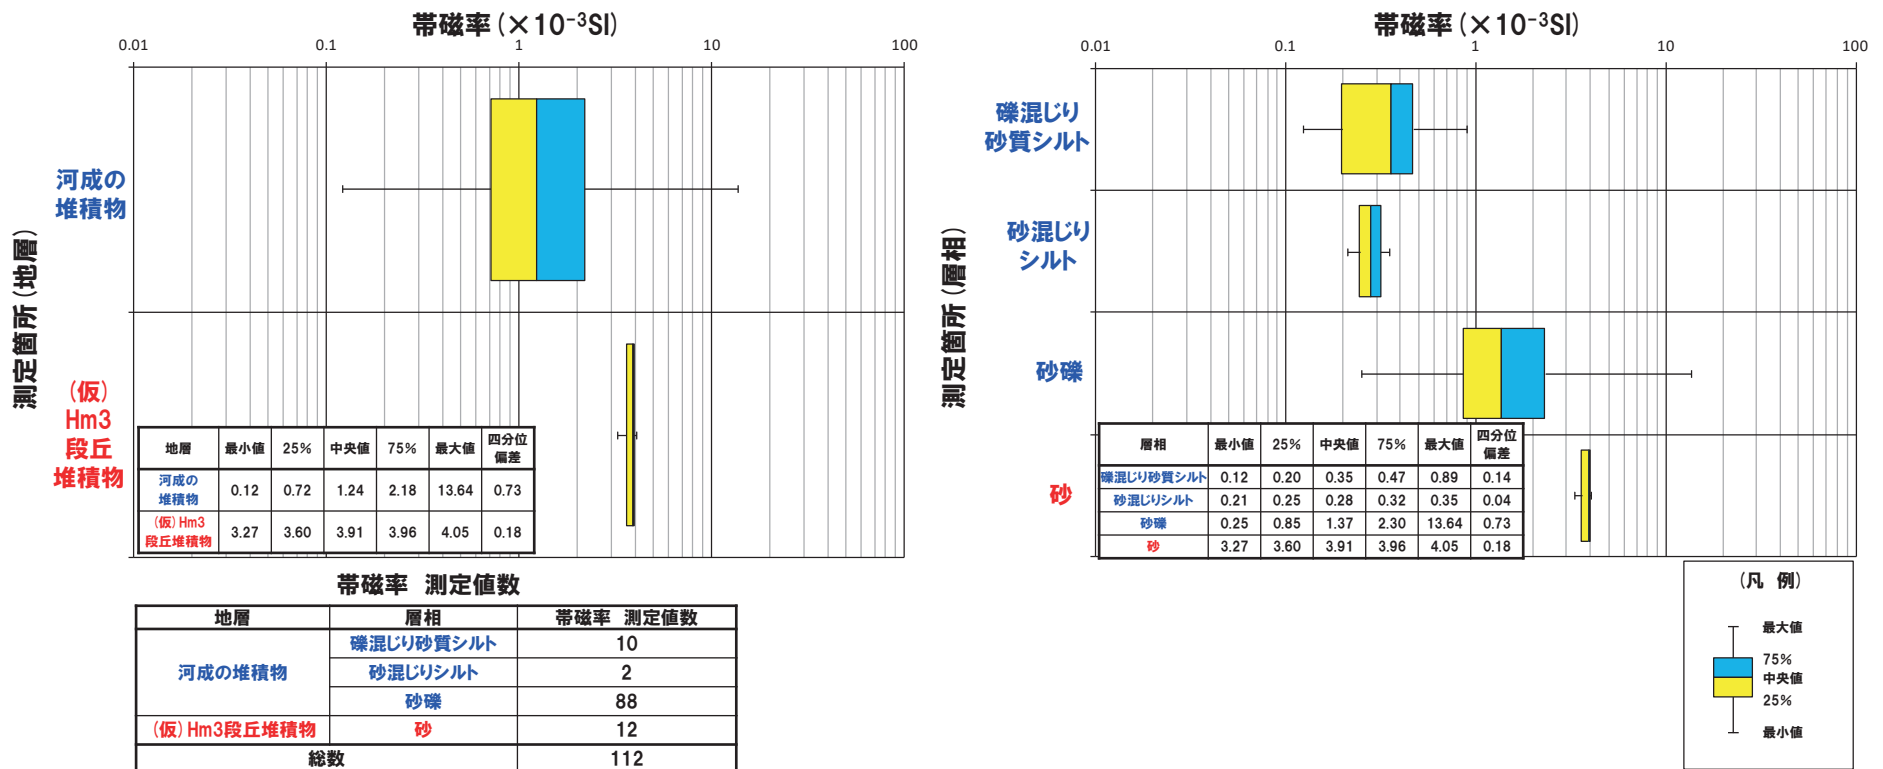 帯磁率(×10⁻³SI)
0.01 0.1 1 10 100
測定箇所(地層)
河成の
堆積物
(仮)
Hm3
段丘
堆積物
地層 最小値 25% 中央値 75% 最大値 四分位
偏差
河成の
堆積物 0.12 0.72 1.24 2.18 13.64 0.73
(仮)Hm3
段丘堆積物 3.27 3.60 3.91 3.96 4.05 0.18
帯磁率(×10⁻³SI)
0.01 0.1 1 10 100
測定箇所(層相)
礫混じり
砂質シルト
砂混じり
シルト
砂礫
砂
層相 最小値 25% 中央値 75% 最大値 四分位
偏差
礫混じり砂質シルト 0.12 0.20 0.35 0.47 0.89 0.14
砂混じりシルト 0.21 0.25 0.28 0.32 0.35 0.04
砂礫 0.25 0.85 1.37 2.30 13.64 0.73
砂 3.27 3.60 3.91 3.96 4.05 0.18
帯磁率 測定値数
地層 層相 帯磁率 測定値数
河成の堆積物 礫混じり砂質シルト 10
砂混じりシルト 2
砂礫 88
(仮)Hm3段丘堆積物 砂 12
総数 112
(凡 例)
最大値
75%
中央値
25%
最小値